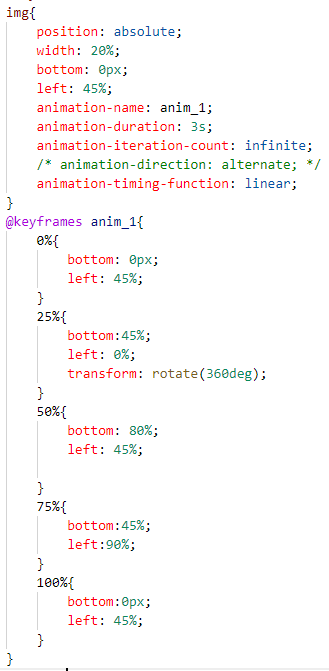 img{
    position: absolute;
    width: 20%;
    bottom: 0px;
    left: 45%;
    animation-name: anim_1;
    animation-duration: 3s;
    animation-iteration-count: infinite;
    /* animation-direction: alternate; */
    animation-timing-function: linear;
}
@keyframes anim_1{
    0%{
        bottom: 0px;
        left: 45%;
    }
    25%{
        bottom:45%;
        left: 0%;
        transform: rotate(360deg);
    }
    50%{
        bottom: 80%;
        left: 45%;

    }
    75%{
        bottom:45%;
        left:90%;
    }
    100%{
        bottom:0px;
        left: 45%;
    }
}